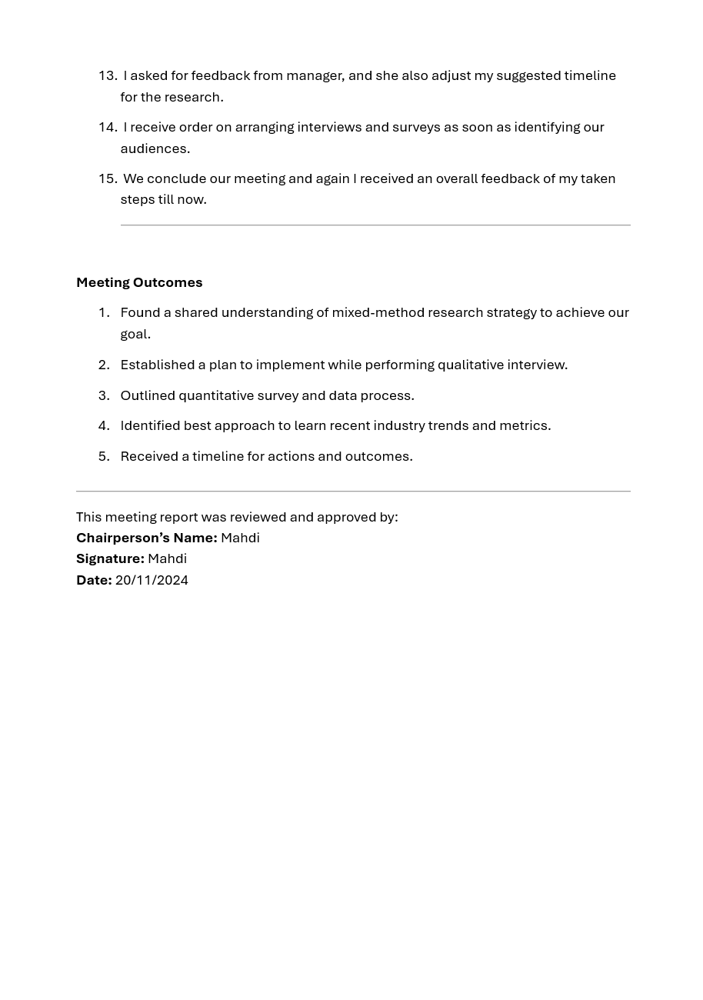 13. I asked for feedback from manager, and she also adjust my suggested timeline
for the research.
14. I receive order on arranging interviews and surveys as soon as identifying our
audiences.
15. We conclude our meeting and again I received an overall feedback of my taken
steps till now.
Meeting Outcomes
1. Found a shared understanding of mixed-method research strategy to achieve our
goal.
2. Established a plan to implement while performing qualitative interview.
3. Outlined quantitative survey and data process.
4. Identified best approach to learn recent industry trends and metrics.
5. Received a timeline for actions and outcomes.
This meeting report was reviewed and approved by:
Chairperson’s Name: Mahdi
Signature: Mahdi
Date: 20/11/2024